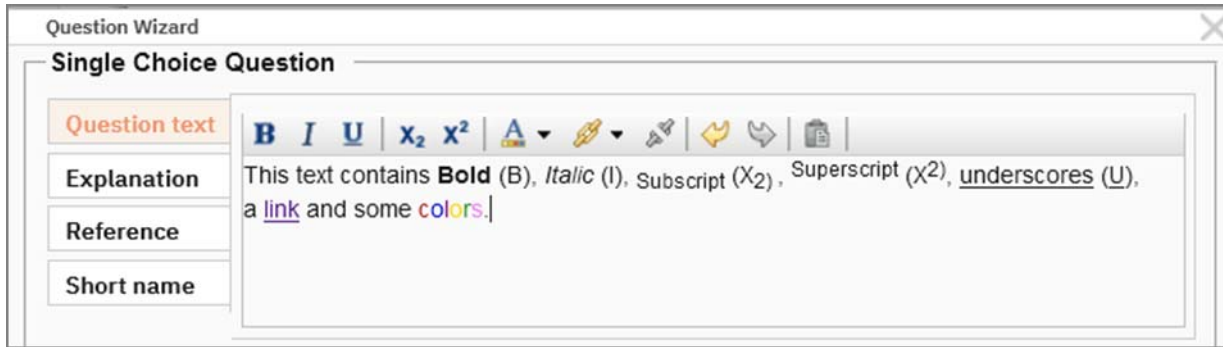 Question Wizard
Single Choice Question
Question text
Explanation
Reference
Short name
B I U X₂ X² A
This text contains Bold (B), Italic (I), Subscript (X₂), Superscript (X²), underscores (U),
a link and some colors.